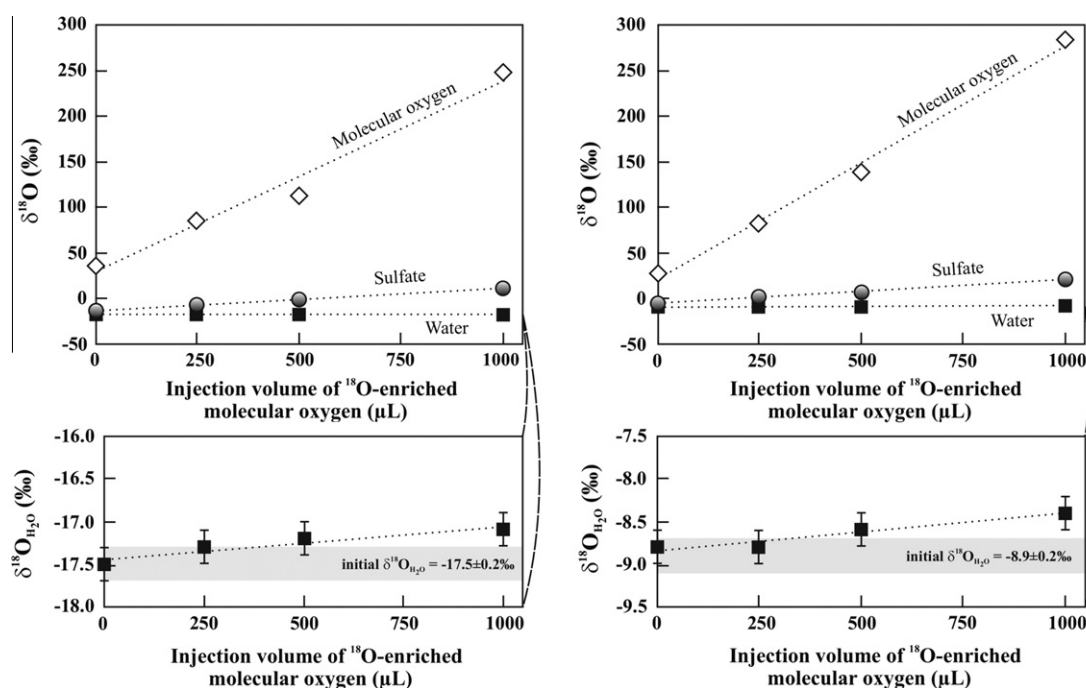 300
250
200
150
100
50
0
-50
δ¹⁸O (‰)
Molecular oxygen
Sulfate
Water
0 250 500 750 1000
Injection volume of ¹⁸O-enriched
molecular oxygen (µL)
300
250
200
150
100
50
0
-50
δ¹⁸O (‰)
Molecular oxygen
Sulfate
Water
0 250 500 750 1000
Injection volume of ¹⁸O-enriched
molecular oxygen (µL)
-16.0
-16.5
-17.0
-17.5
-18.0
δ¹⁸O_H₂O (‰)
initial δ¹⁸O_H₂O = -17.5±0.2‰
0 250 500 750 1000
Injection volume of ¹⁸O-enriched
molecular oxygen (µL)
-7.5
-8.0
-8.5
-9.0
-9.5
δ¹⁸O_H₂O (‰)
initial δ¹⁸O_H₂O = -8.9±0.2‰
0 250 500 750 1000
Injection volume of ¹⁸O-enriched
molecular oxygen (µL)